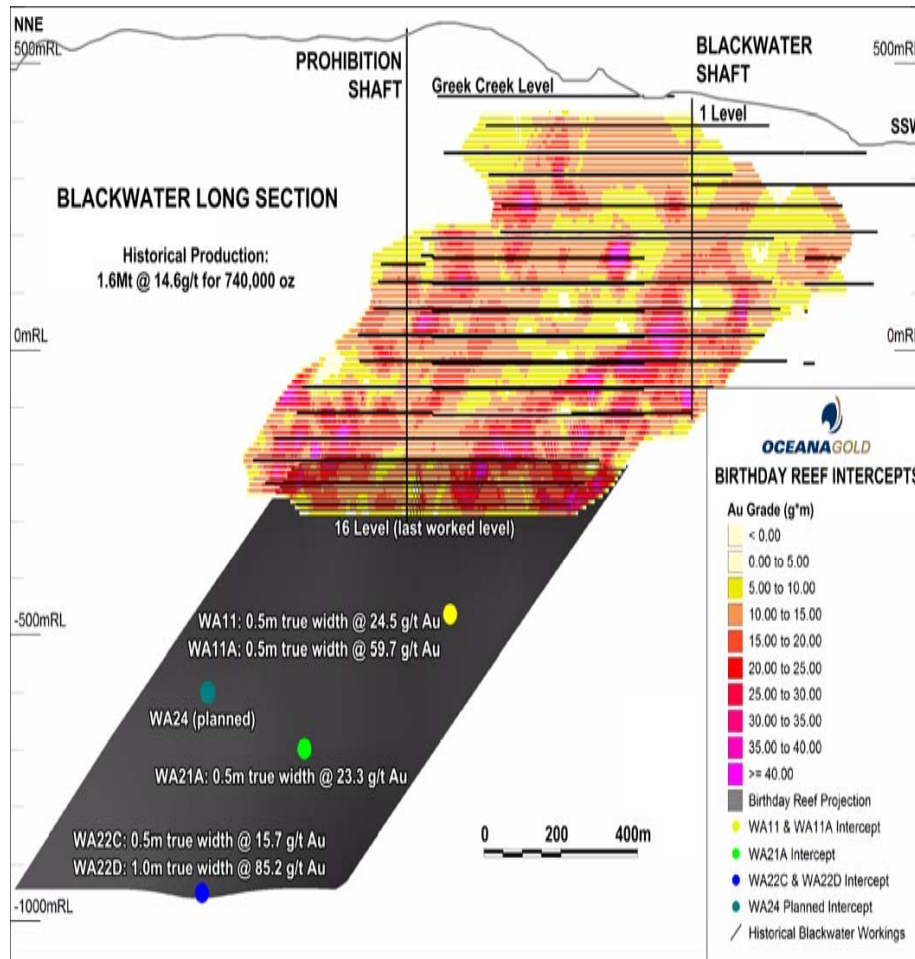 NNE
500mRL
500mRL
PROHIBITION
SHAFT
BLACKWATER
SHAFT
Greek Creek Level
1 Level
SSW
BLACKWATER LONG SECTION
Historical Production:
1.6Mt @ 14.6g/t for 740,000 oz
0mRL
0mRL
16 Level (last worked level)
-500mRL
WA11: 0.5m true width @ 24.5 g/t Au
WA11A: 0.5m true width @ 59.7 g/t Au
WA24 (planned)
WA21A: 0.5m true width @ 23.3 g/t Au
WA22C: 0.5m true width @ 15.7 g/t Au
WA22D: 1.0m true width @ 85.2 g/t Au
0 200 400m
-1000mRL
OCEANAGOLD
BIRTHDAY REEF INTERCEPTS
Au Grade (g*m)
< 0.00
0.00 to 5.00
5.00 to 10.00
10.00 to 15.00
15.00 to 20.00
20.00 to 25.00
25.00 to 30.00
30.00 to 35.00
35.00 to 40.00
>= 40.00
Birthday Reef Projection
WA11 & WA11A Intercept
WA21A Intercept
WA22C & WA22D Intercept
WA24 Planned Intercept
Historical Blackwater Workings